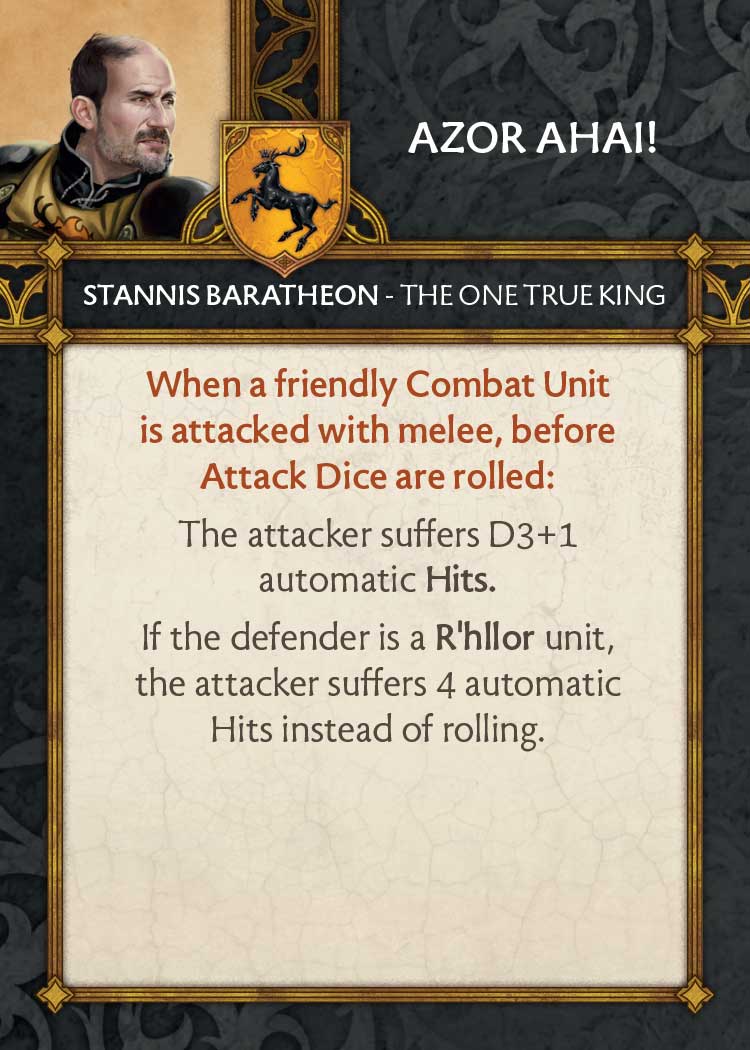 AZOR AHAI!
STANNIS BARATHEON - THE ONE TRUE KING
When a friendly Combat Unit
is attacked with melee, before
Attack Dice are rolled:
The attacker suffers D3+1
automatic Hits.
If the defender is a R'hllor unit,
the attacker suffers 4 automatic
Hits instead of rolling.